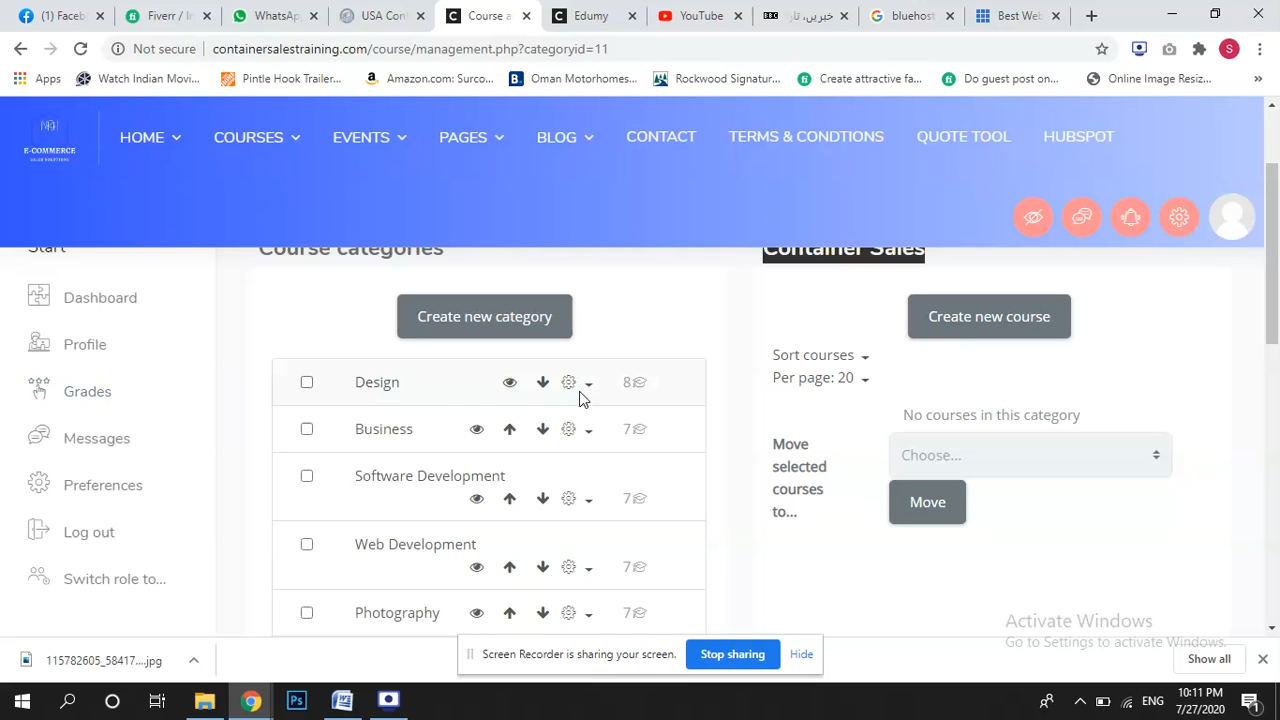 (1) Faceb
Fiverr / In
WhatsAp
USA Con
Course a
Edumy
YouTube
خبریں، تاز
bluehos
Best Web
Not secure
containersalestraining.com/course/management.php?categoryid=11
S
Apps
Watch Indian Movi...
Pintle Hook Trailer...
Amazon.com: Surco...
Oman Motorhomes...
Rockwood Signatur...
Create attractive fa...
Do guest post on...
Online Image Resiz...
E-COMMERCE
HOME
COURSES
EVENTS
PAGES
BLOG
CONTACT
TERMS & CONDTIONS
QUOTE TOOL
HUBSPOT
Start
Dashboard
Profile
Grades
Messages
Preferences
Log out
Switch role to...
Course categories
Create new category
Design
8
Business
7
Software Development
7
Web Development
7
Photography
7
Container Sales
Create new course
Sort courses
Per page: 20
No courses in this category
Move
selected
courses
to...
Choose...
Move
Activate Windows
Go to Settings to activate Windows.
115782605_58417....jpg
Screen Recorder is sharing your screen.
Stop sharing
Hide
Show all
ENG
10:11 PM
7/27/2020
1